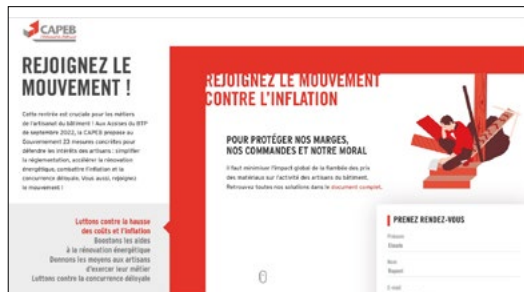 CAPEB
REJOIGNEZ LE
MOUVEMENT !
Cette rentrée est cruciale pour les métiers
de l'artisanat du bâtiment ! Aux Assises du BTP
de septembre 2022, la CAPEB propose au
Gouvernement 23 mesures concrètes pour
défendre les intérêts des artisans : simplifier
la réglementation, accélérer la rénovation
énergétique, combattre l'inflation et la
concurrence déloyale. Vous aussi, rejoignez
le mouvement !
Luttons contre la hausse
des coûts et l'inflation
Boostons les aides
à la rénovation énergétique
Donnons les moyens aux artisans
d'exercer leur métier
Luttons contre la concurrence déloyale
REJOIGNEZ LE MOUVEMENT
CONTRE L'INFLATION
POUR PROTÉGER NOS MARGES,
NOS COMMANDES ET NOTRE MORAL
Il faut minimiser l'impact global de la flambée des prix
des matériaux sur l'activité des artisans du bâtiment.
Retrouvez toutes nos solutions dans le document complet.
PRENEZ RENDEZ-VOUS
Prénom
Claude
Nom
Dupont
E-mail